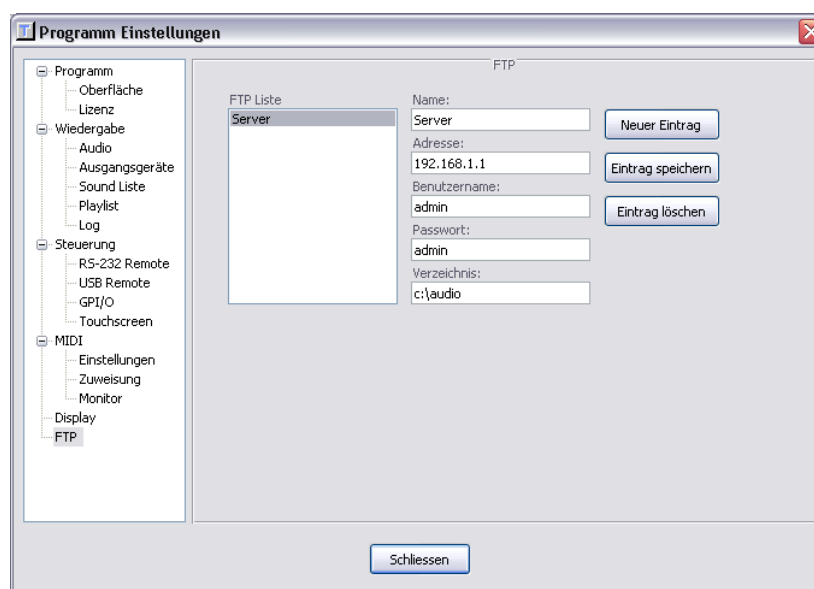 Programm Einstellungen
Programm
Oberfläche
Lizenz
Wiedergabe
Audio
Ausgangsgeräte
Sound Liste
Playlist
Log
Steuerung
RS-232 Remote
USB Remote
GPI/O
Touchscreen
MIDI
Einstellungen
Zuweisung
Monitor
Display
FTP
FTP
FTP Liste
Server
Name:
Server
Adresse:
192.168.1.1
Benutzername:
admin
Passwort:
admin
Verzeichnis:
c:\audio
Neuer Eintrag
Eintrag speichern
Eintrag löschen
Schliessen